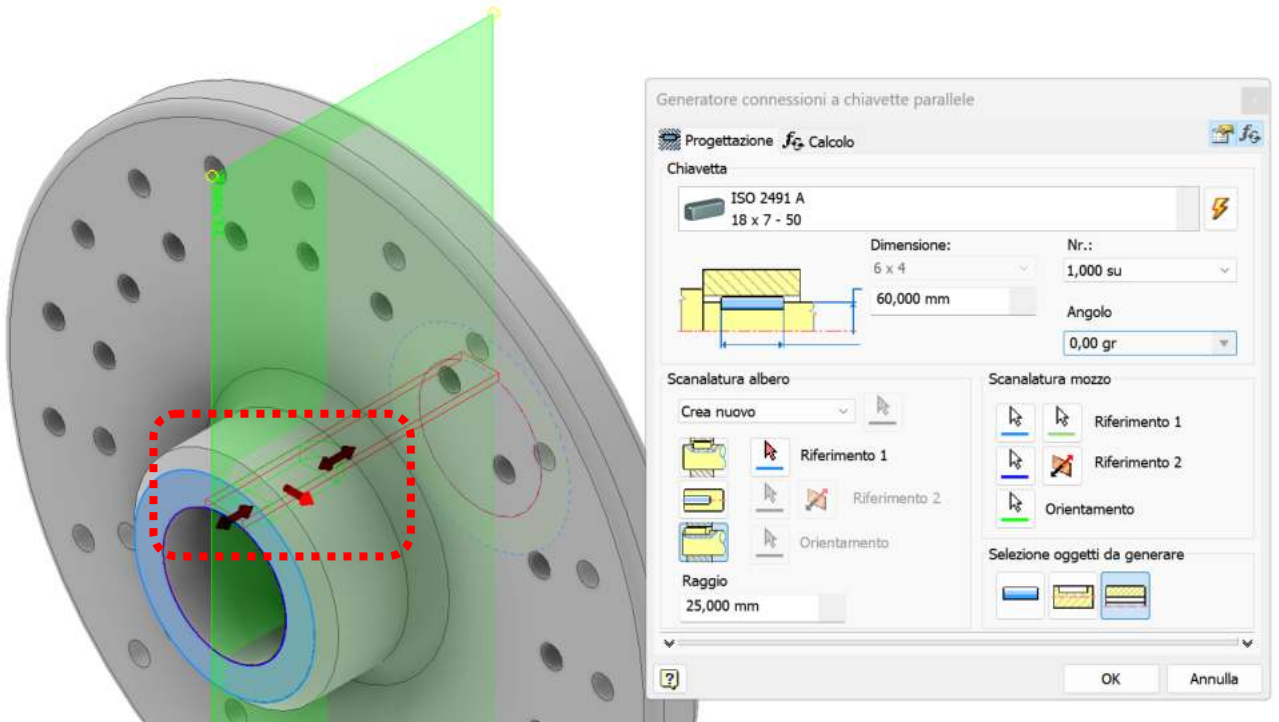 Generatore connessioni a chiavette parallele
Progettazione
Calcolo
Chiavetta
ISO 2491 A
18 x 7 - 50
Dimensione:
Nr.:
6 x 4
1,000 su
60,000 mm
Angolo
0,00 gr
Scanalatura albero
Scanalatura mozzo
Crea nuovo
Riferimento 1
Riferimento 1
Riferimento 2
Riferimento 2
Orientamento
Orientamento
Selezione oggetti da generare
Raggio
25,000 mm
OK
Annulla